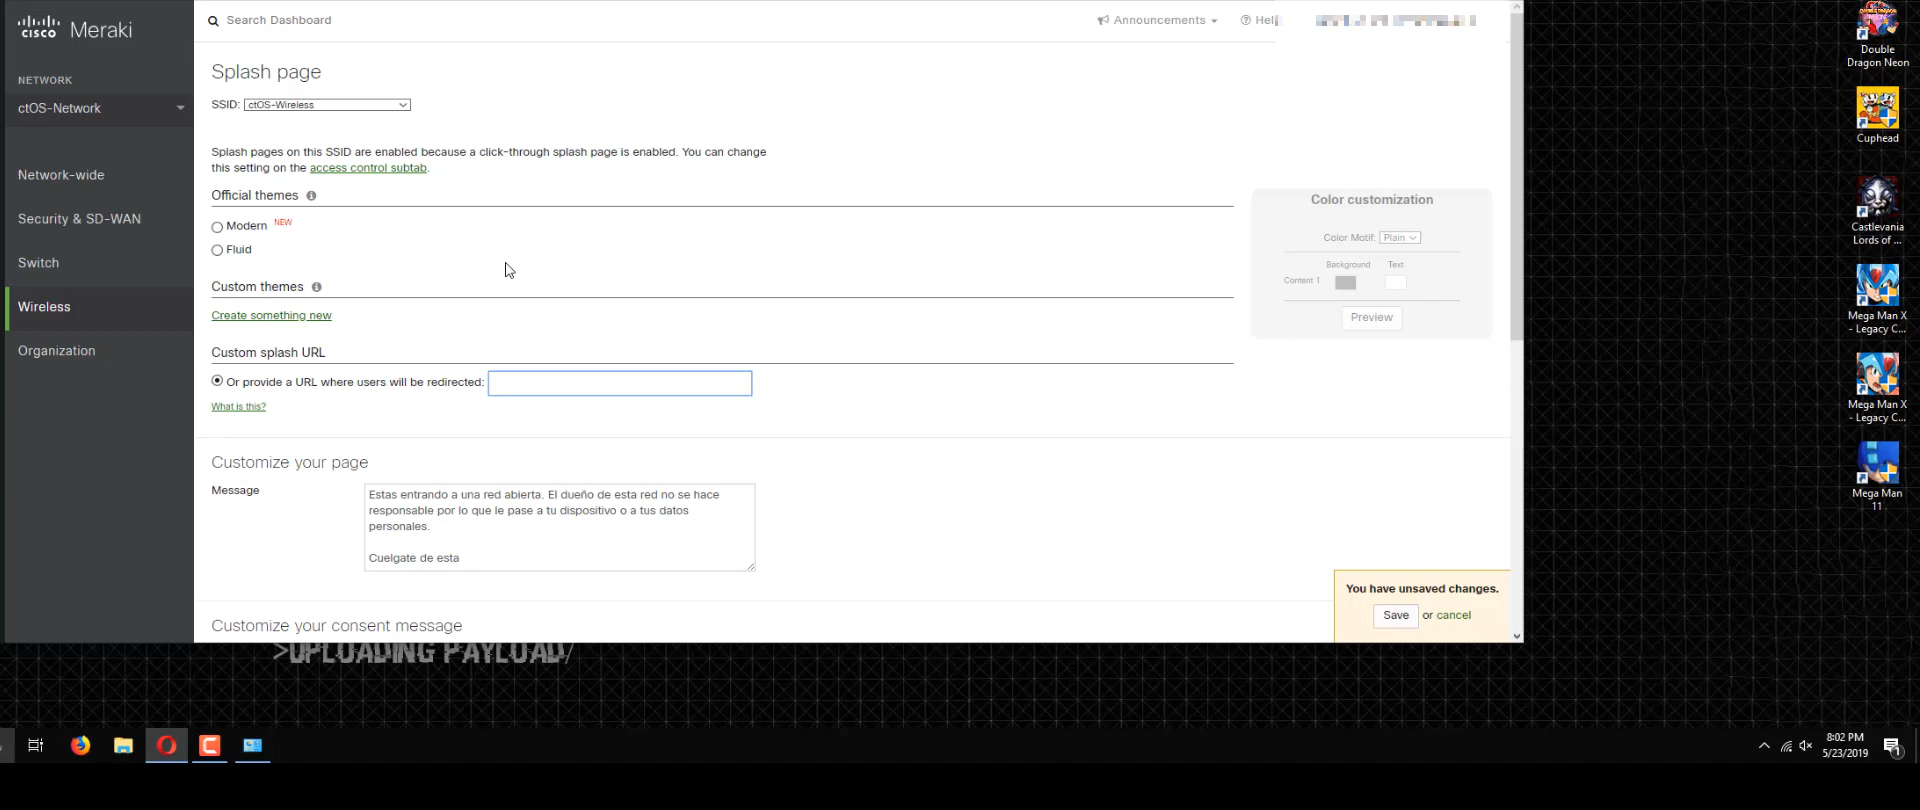 cisco Meraki
Search Dashboard
Announcements
Hel
NETWORK
ctOS-Network
Network-wide
Security & SD-WAN
Switch
Wireless
Organization
Splash page
SSID: ctOS-Wireless
Splash pages on this SSID are enabled because a click-through splash page is enabled. You can change
this setting on the access control subtab.
Official themes
Modern NEW
Fluid
Custom themes
Create something new
Custom splash URL
Or provide a URL where users will be redirected:
What is this?
Color customization
Color Motif: Plain
Background Text
Content 1
Preview
Customize your page
Message
Estas entrando a una red abierta. El dueño de esta red no se hace
responsable por lo que le pase a tu dispositivo o a tus datos
personales.
Cuelgate de esta
Customize your consent message
You have unsaved changes.
Save or cancel
>UPLOADING PAYLOAD/
Double
Dragon Neon
Cuphead
Castlevania
Lords of ...
Mega Man X
- Legacy C...
Mega Man X
- Legacy C...
Mega Man
11
8:02 PM
5/23/2019
1